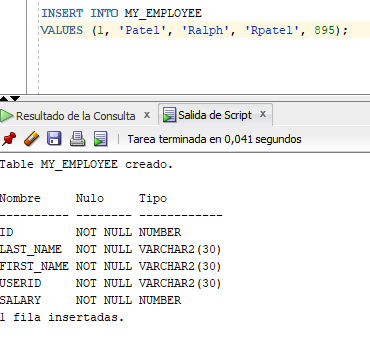 INSERT INTO MY_EMPLOYEE
VALUES (1, 'Patel', 'Ralph', 'Rpatel', 895);
Resultado de la Consulta x Salida de Script x
Tarea terminada en 0,041 segundos
Table MY_EMPLOYEE creado.
Nombre Nulo Tipo
---------- -------- ------------
ID NOT NULL NUMBER
LAST_NAME NOT NULL VARCHAR2(30)
FIRST_NAME NOT NULL VARCHAR2(30)
USERID NOT NULL VARCHAR2(30)
SALARY NOT NULL NUMBER
1 fila insertadas.